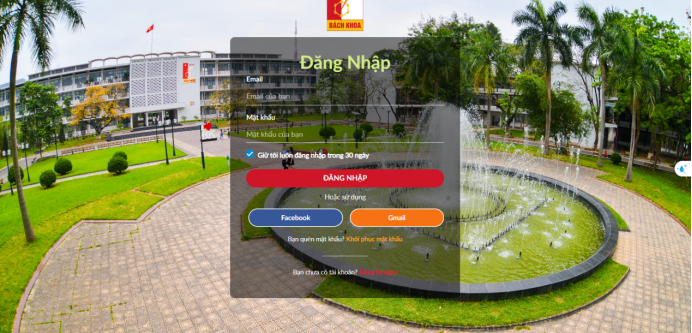 BÁCH KHOA
Đăng Nhập
Email
Email của bạn
Mật khẩu
Mật khẩu của bạn
Giữ tôi luôn đăng nhập trong 30 ngày
ĐĂNG NHẬP
Hoặc sử dụng
Facebook Gmail
Bạn quên mật khẩu? Khôi phục mật khẩu
Bạn chưa có tài khoản?